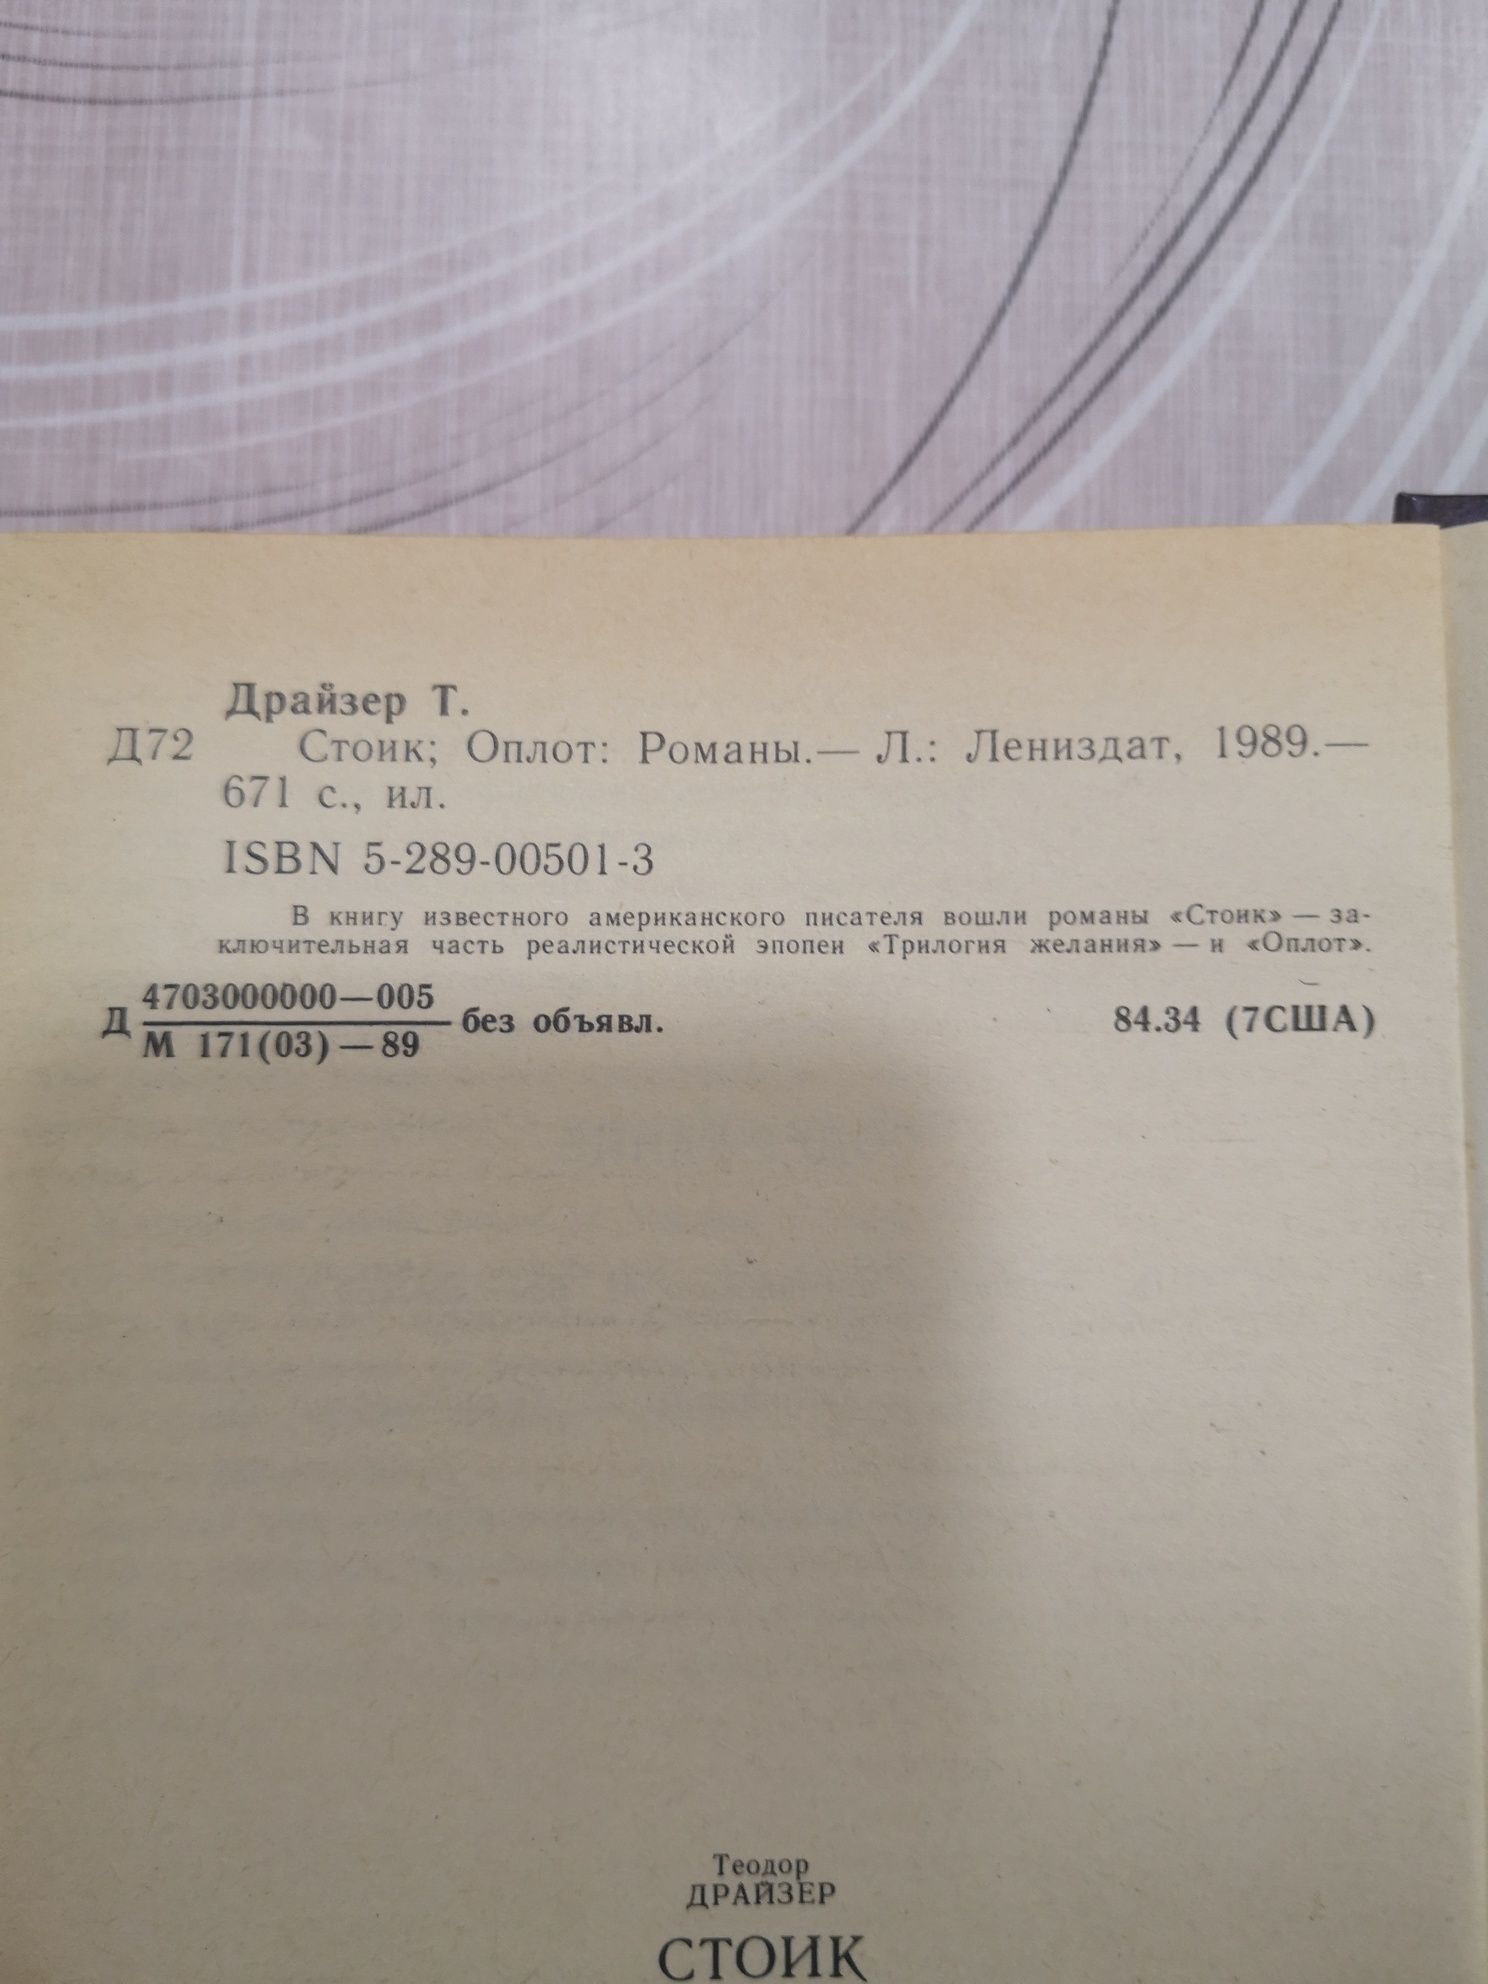 Драйзер Т.
Д72 Стоик; Оплот: Романы.— Л.: Лениздат, 1989.—
671 с., ил.
ISBN 5-289-00501-3
В книгу известного американского писателя вошли романы «Стоик» — за-
ключительная часть реалистической эпопеи «Трилогия желания» — и «Оплот».
4703000000—005
Д без объявл. 84.34 (7США)
М 171(03)—89
Теодор
ДРАЙЗЕР
СТОИК